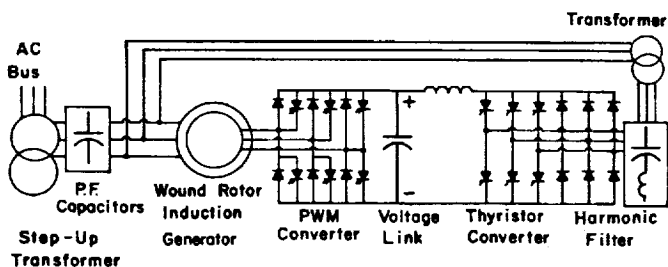 Transformer
AC
Bus
+
-
P.F.
Capacitors
Step-Up
Transformer
Wound Rotor
Induction
Generator
PWM
Converter
Voltage
Link
Thyristor
Converter
Harmonic
Filter